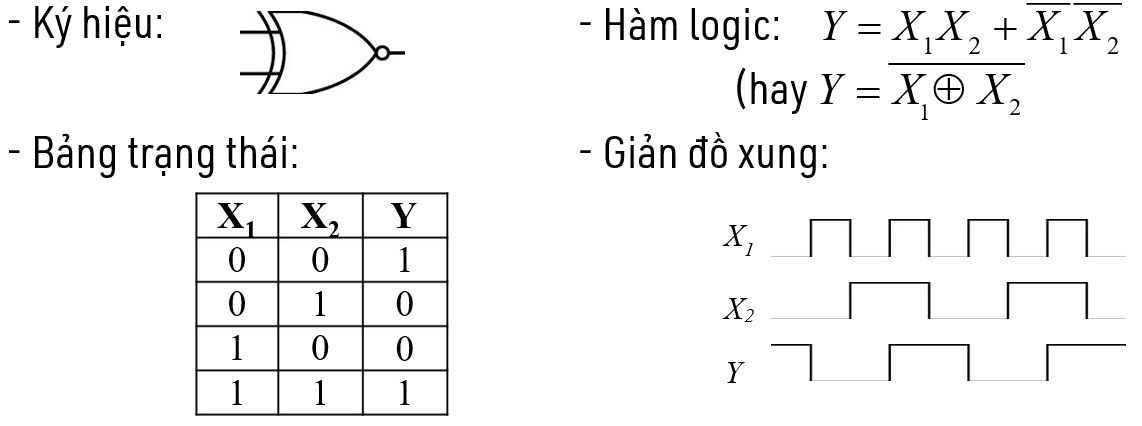 - Ký hiệu:
- Hàm logic: Y = X₁X₂ + X̅₁X̅₂
(hay Y = \overline{X₁ ⊕ X₂}
- Bảng trạng thái:
- Giản đồ xung:
X₁ X₂ Y
0 0 1
0 1 0
1 0 0
1 1 1
X₁
X₂
Y